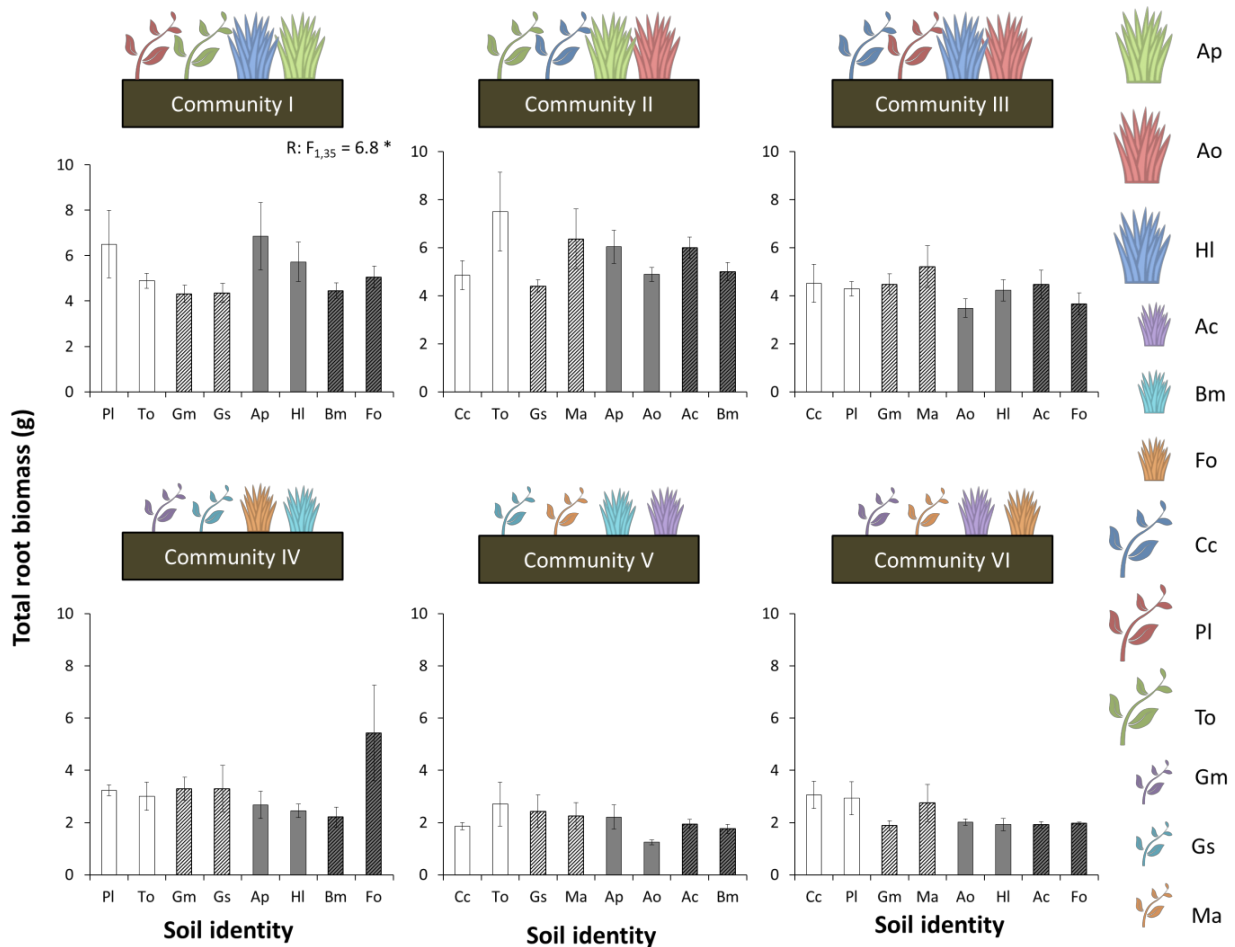 Community I
Community II
Community III
R: F1,35 = 6.8 *
10
8
6
4
2
0
Pl To Gm Gs Ap Hl Bm Fo
10
8
6
4
2
0
Cc To Gs Ma Ap Ao Ac Bm
10
8
6
4
2
0
Cc Pl Gm Ma Ao Hl Ac Fo
Total root biomass (g)
Community IV
Community V
Community VI
10
8
6
4
2
0
Pl To Gm Gs Ap Hl Bm Fo
Soil identity
10
8
6
4
2
0
Cc To Gs Ma Ap Ao Ac Bm
Soil identity
10
8
6
4
2
0
Cc Pl Gm Ma Ao Hl Ac Fo
Soil identity
Ap
Ao
Hl
Ac
Bm
Fo
Cc
Pl
To
Gm
Gs
Ma